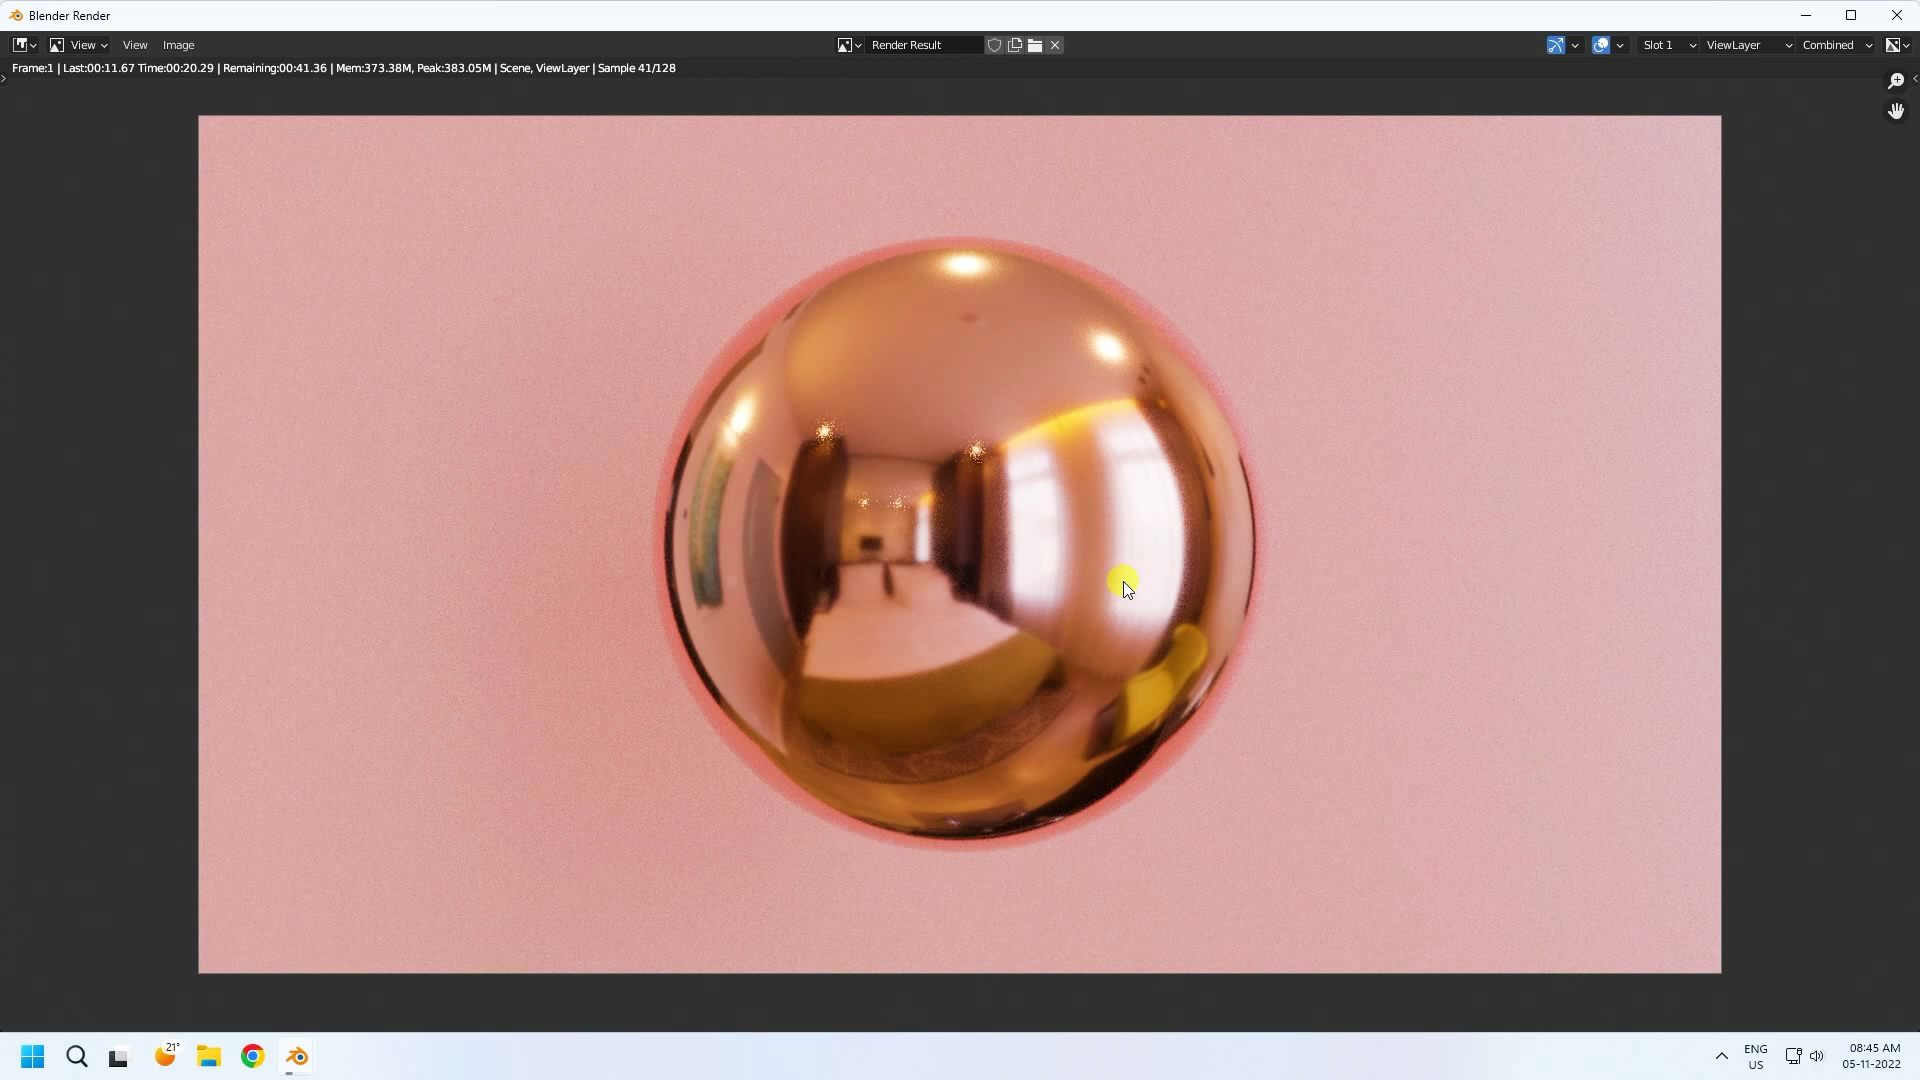 Blender Render
View View Image Render Result Slot 1 ViewLayer Combined
Frame:1 | Last:00:11.67 Time:00:20.29 | Remaining:00:41.36 | Mem:373.38M, Peak:383.05M | Scene, ViewLayer | Sample 41/128
21°
ENG 08:45 AM
US 05-11-2022